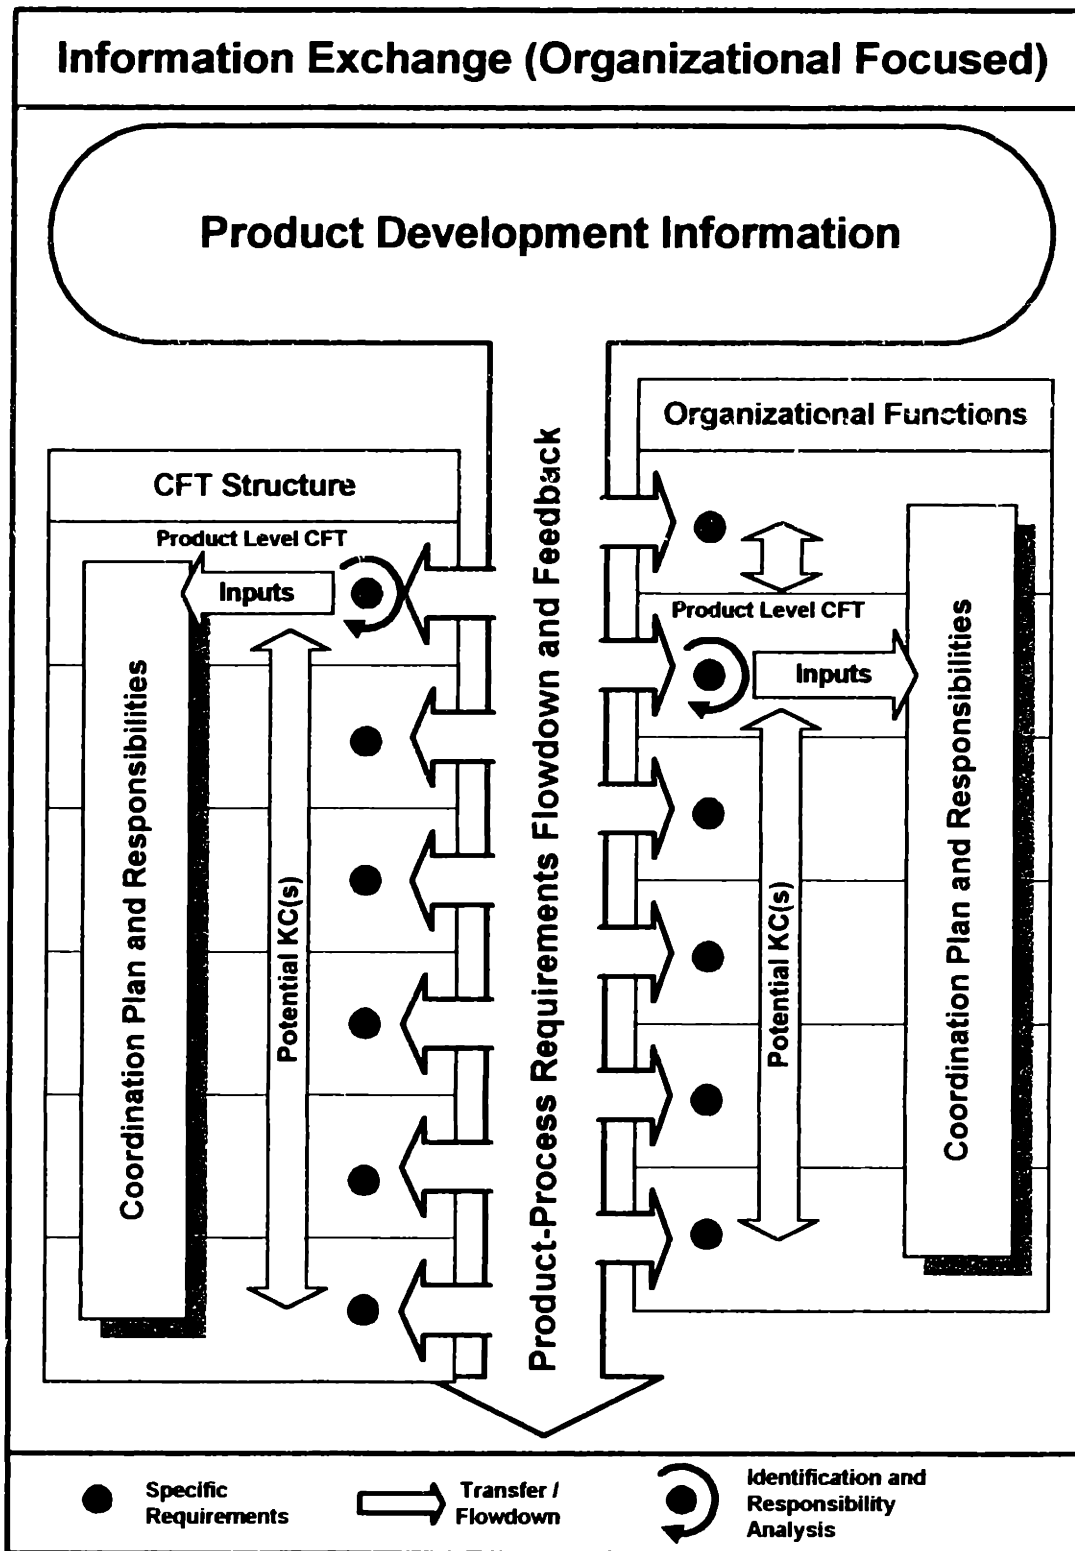 Information Exchange (Organizational Focused)
Product Development Information
Organizational Functions
CFT Structure
Product Level CFT
Inputs
Coordination Plan and Responsibilities
Potential KC(s)
Product-Process Requirements Flowdown and Feedback
Product Level CFT
Inputs
Potential KC(s)
Coordination Plan and Responsibilities
Specific
Requirements
Transfer /
Flowdown
Identification and
Responsibility
Analysis